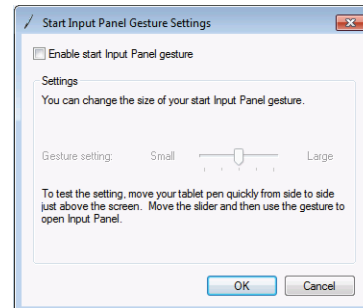 Start Input Panel Gesture Settings
Enable start Input Panel gesture
Settings
You can change the size of your start Input Panel gesture.
Gesture setting: Small Large
To test the setting, move your tablet pen quickly from side to side
just above the screen. Move the slider and then use the gesture to
open Input Panel.
OK Cancel